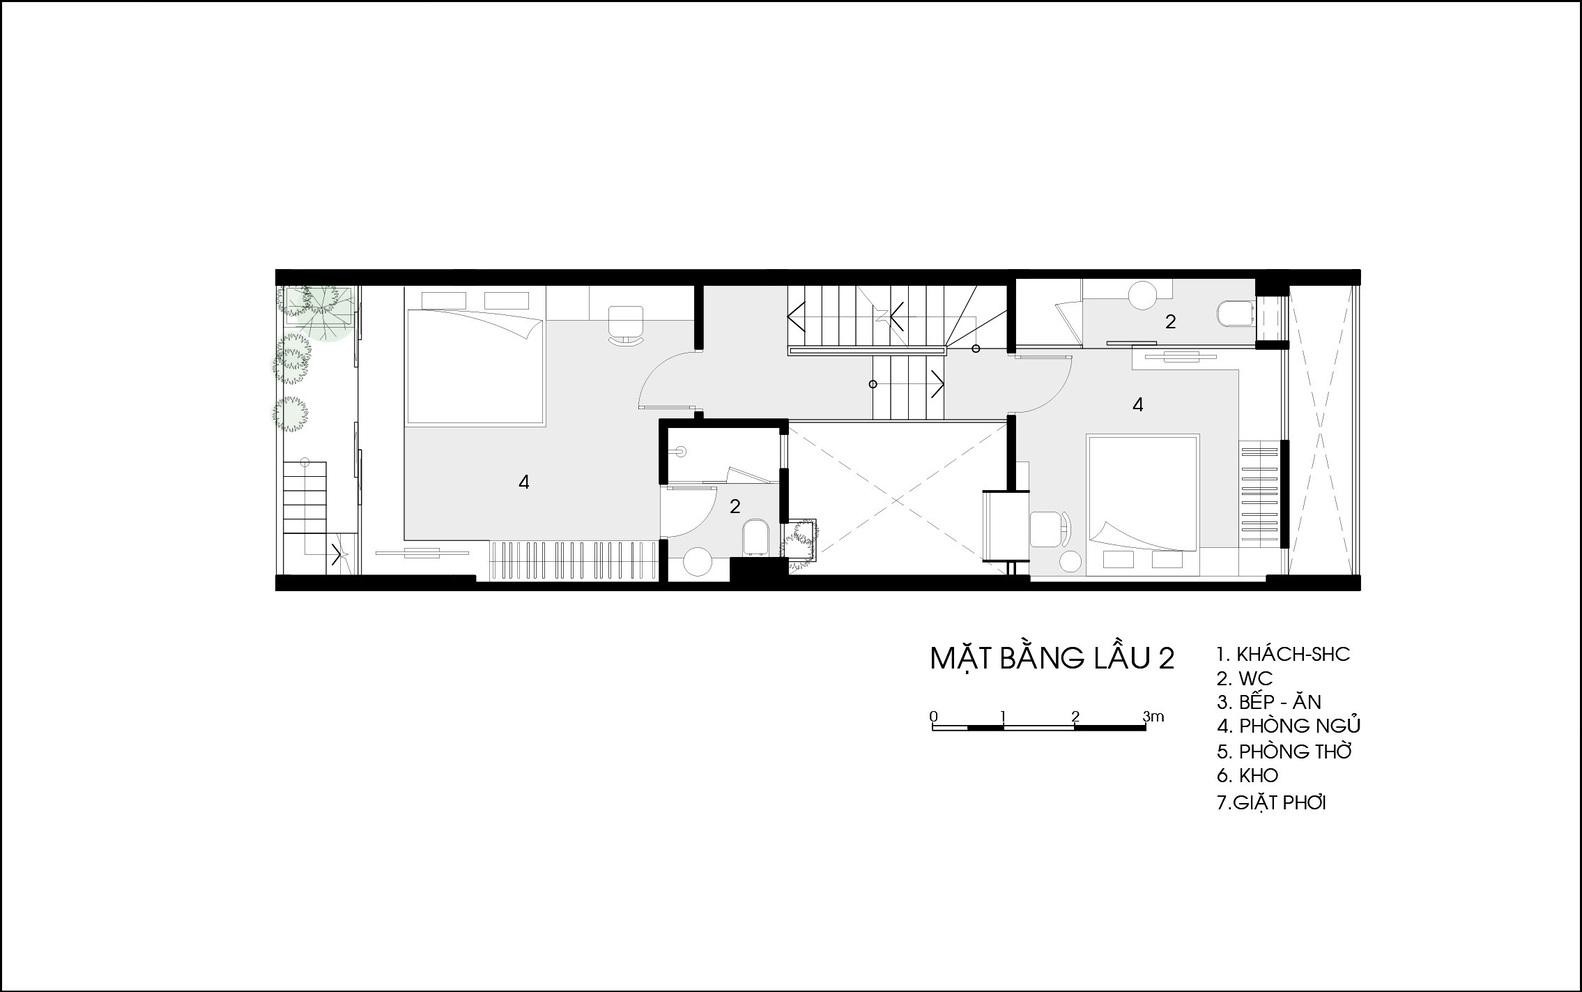 2
4
4
2
MẶT BẰNG LẦU 2
0 1 2 3m
1. KHÁCH-SHC
2. WC
3. BẾP - ĂN
4. PHÒNG NGỦ
5. PHÒNG THỜ
6. KHO
7.GIẶT PHƠI